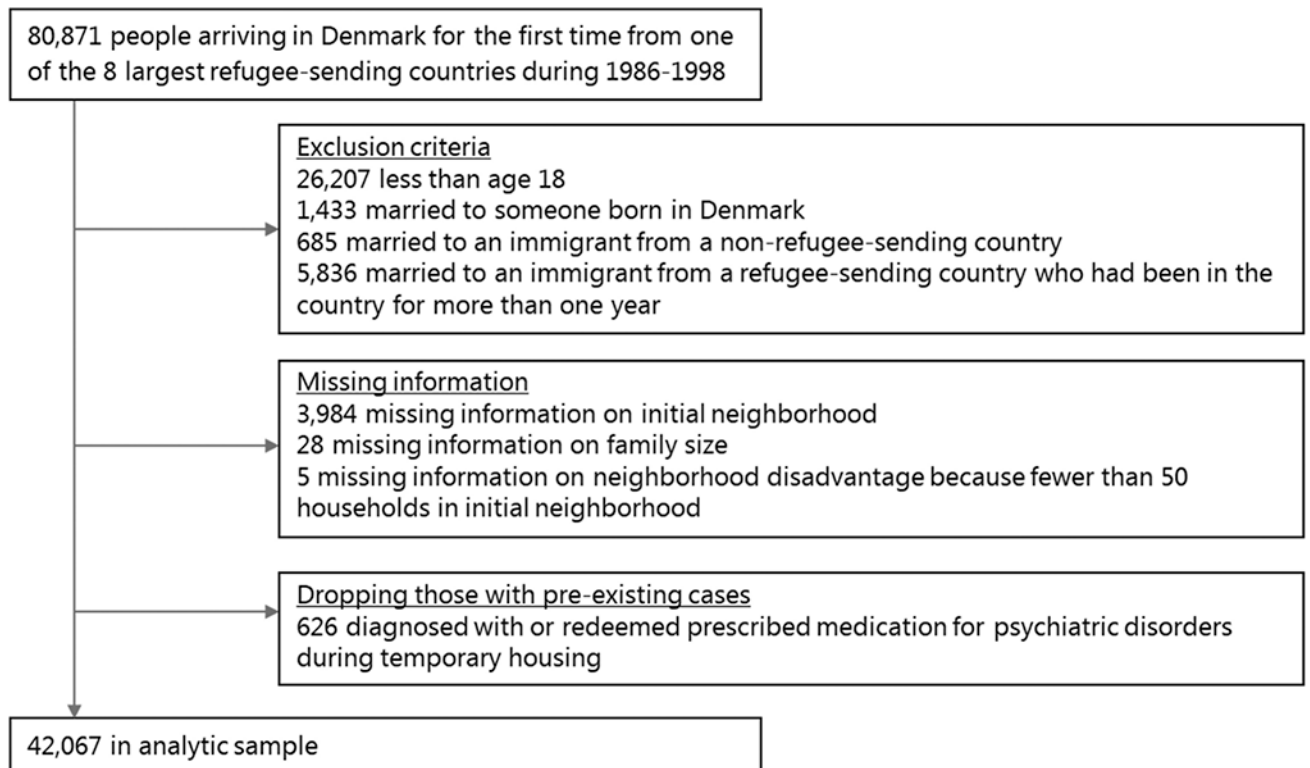 80,871 people arriving in Denmark for the first time from one
of the 8 largest refugee-sending countries during 1986-1998
Exclusion criteria
26,207 less than age 18
1,433 married to someone born in Denmark
685 married to an immigrant from a non-refugee-sending country
5,836 married to an immigrant from a refugee-sending country who had been in the
country for more than one year
Missing information
3,984 missing information on initial neighborhood
28 missing information on family size
5 missing information on neighborhood disadvantage because fewer than 50
households in initial neighborhood
Dropping those with pre-existing cases
626 diagnosed with or redeemed prescribed medication for psychiatric disorders
during temporary housing
42,067 in analytic sample